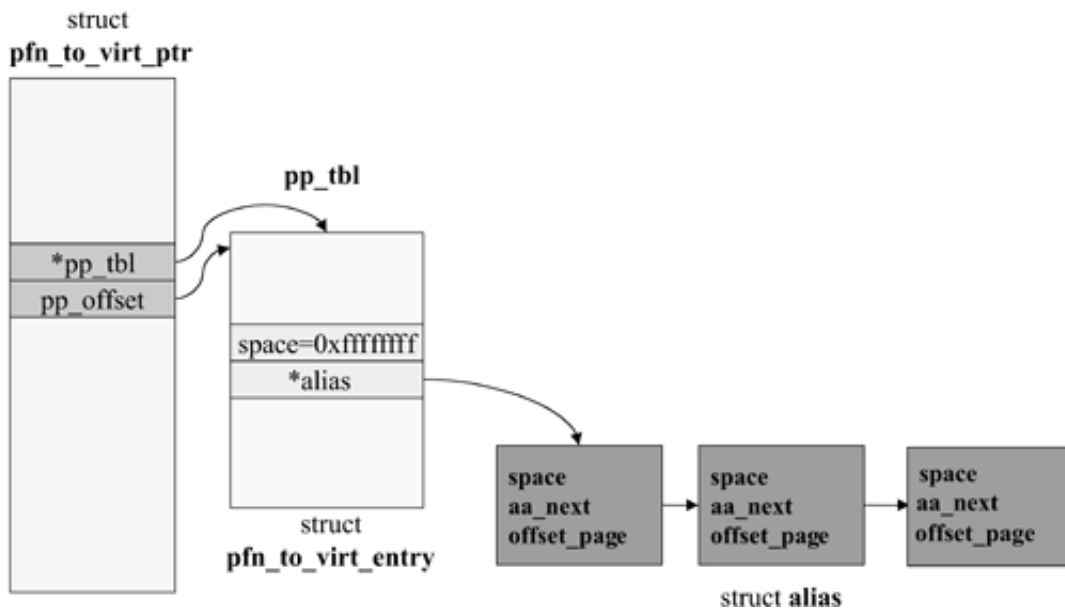 struct
pfn_to_virt_ptr
pp_tbl
*pp_tbl
pp_offset
space=0xffffffff
*alias
struct
pfn_to_virt_entry
space
aa_next
offset_page
space
aa_next
offset_page
space
aa_next
offset_page
struct alias